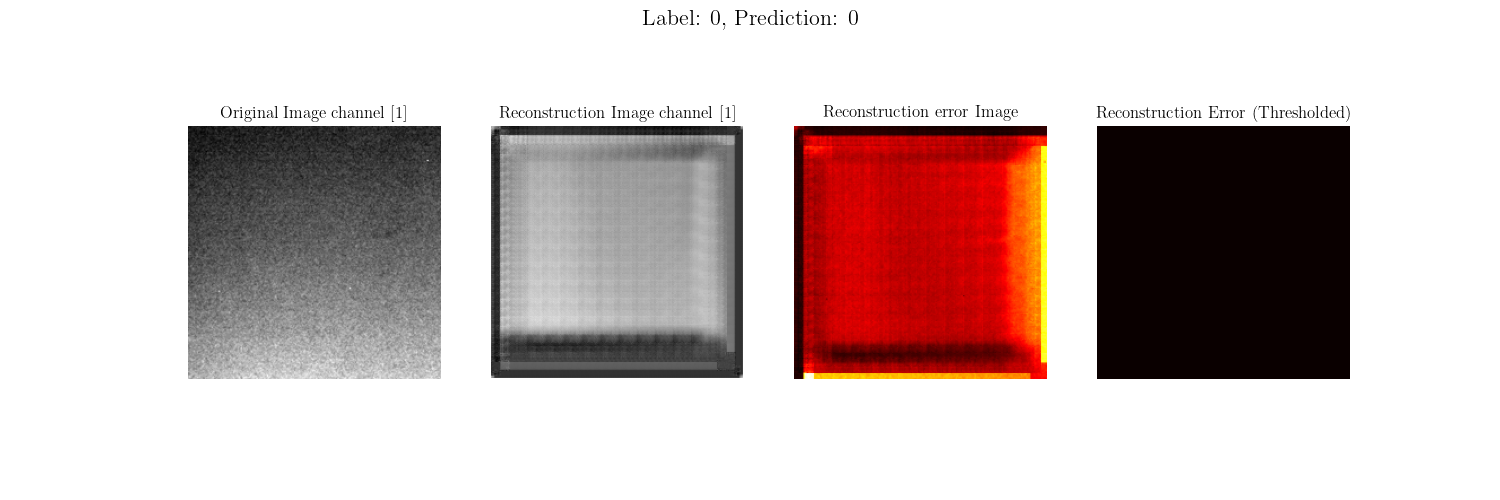 Label: 0, Prediction: 0
Original Image channel [1]
Reconstruction Image channel [1]
Reconstruction error Image
Reconstruction Error (Thresholded)